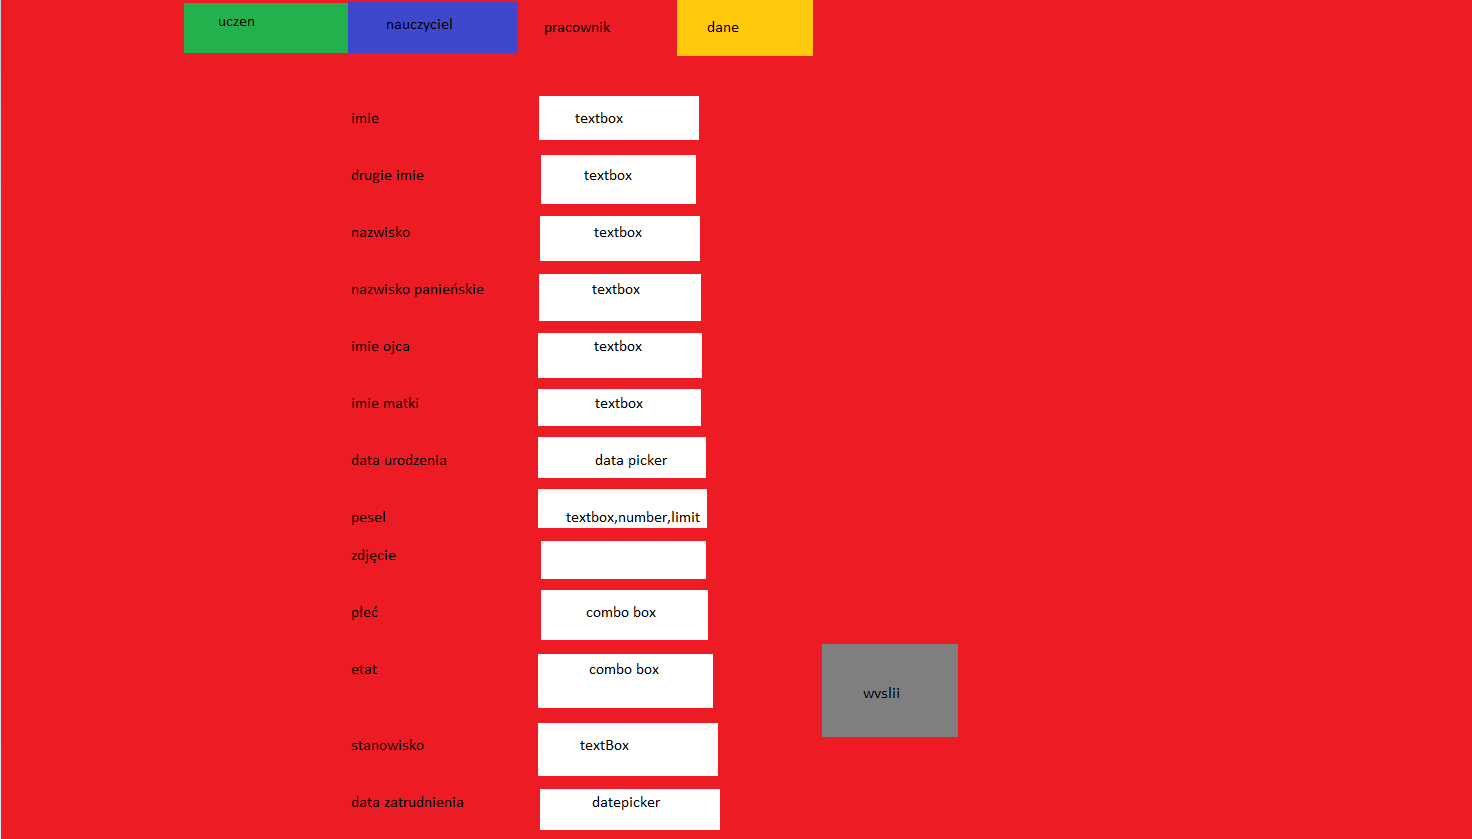 uczen nauczyciel pracownik dane
imie textbox
drugie imie textbox
nazwisko textbox
nazwisko panieńskie textbox
imie ojca textbox
imie matki textbox
data urodzenia data picker
pesel textbox,number,limit
zdjęcie
płeć combo box
etat combo box
wvslii
stanowisko textBox
data zatrudnienia datepicker